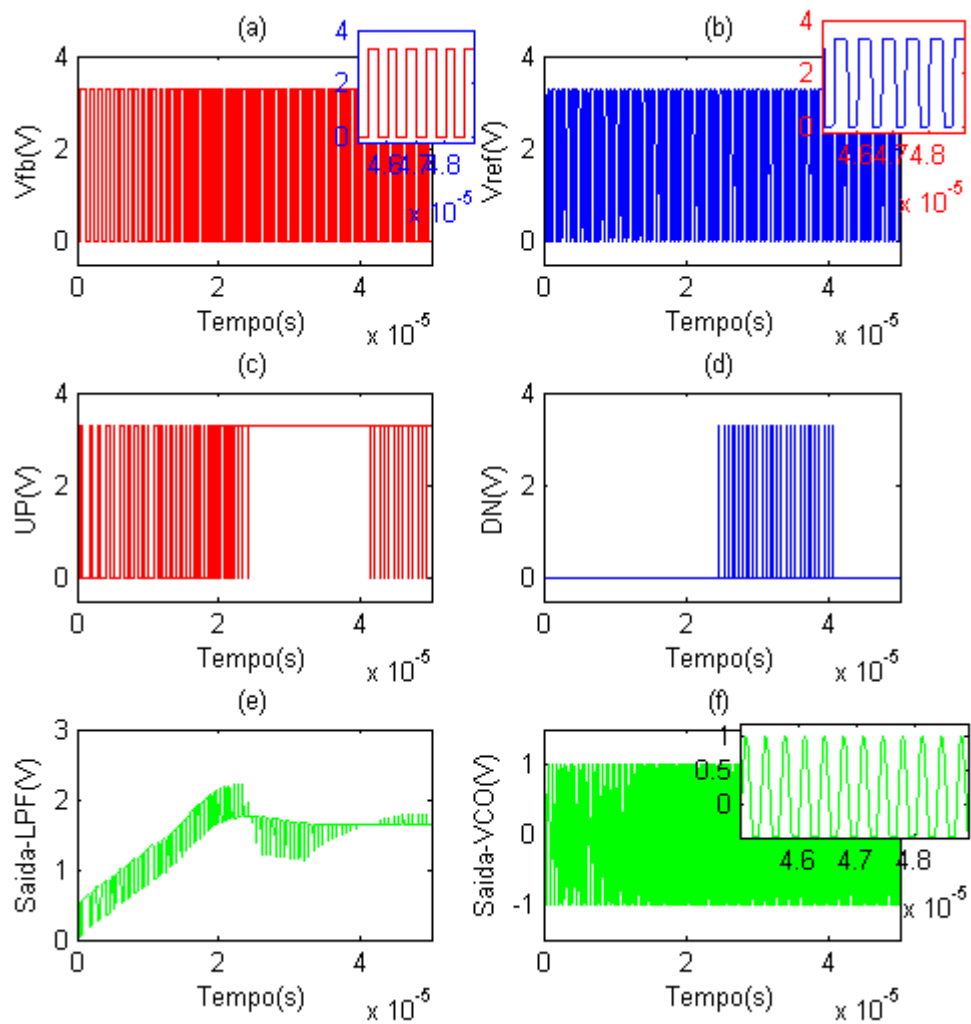 (a)
4
2
0
Vfb(V)
0
2
4
Tempo(s)
x 10-5
4
2
0
4.6
4.7
4.8
x 10-5
(b)
4
2
0
Vref(V)
0
2
4
Tempo(s)
x 10-5
4
2
0
4.6
4.7
4.8
x 10-5
(c)
4
2
0
UP(V)
0
2
4
Tempo(s)
x 10-5
(d)
4
2
0
DN(V)
0
2
4
Tempo(s)
x 10-5
(e)
3
2
1
0
Saida-LPF(V)
0
2
4
Tempo(s)
x 10-5
(f)
1
0
-1
Saida-VCO(V)
0
2
4
Tempo(s)
x 10-5
1
0.5
0
4.6
4.7
4.8
x 10-5